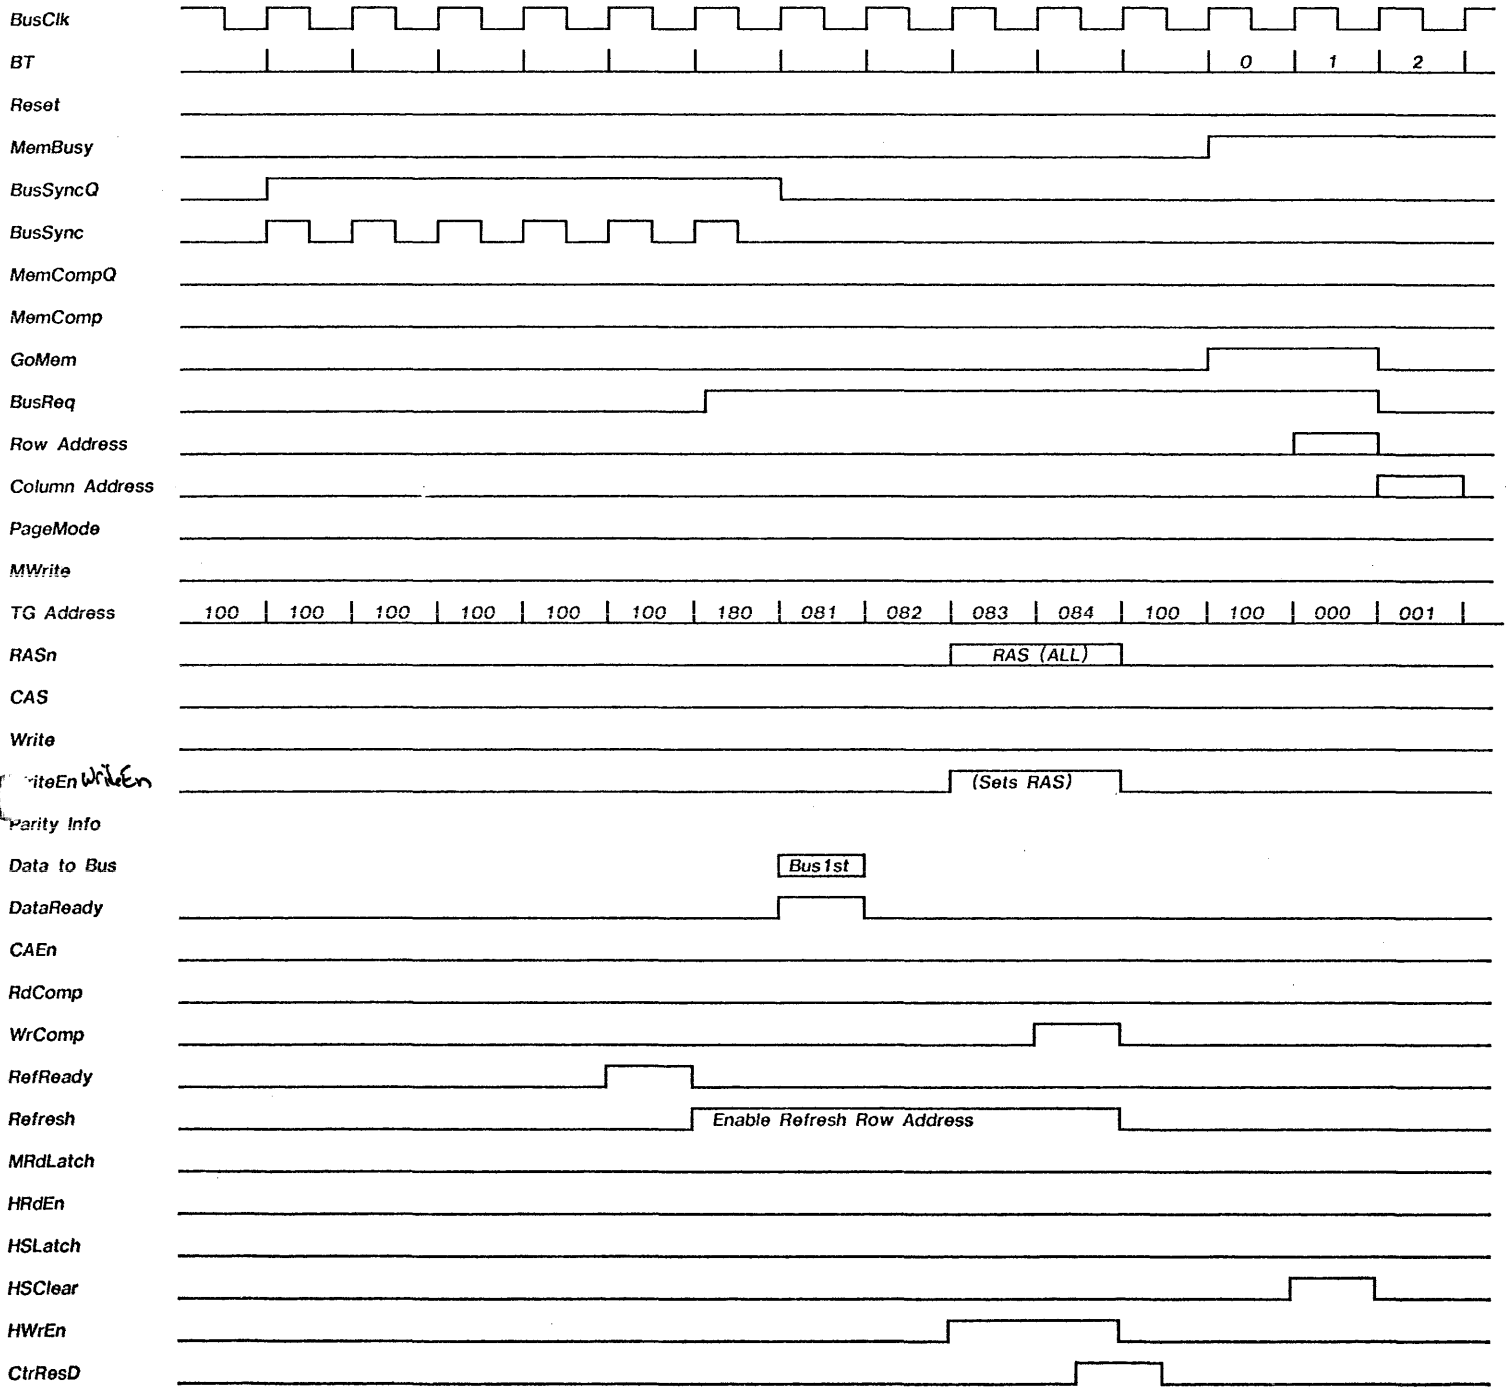 BusClk
BT 0 1 2
Reset
MemBusy
BusSyncQ
BusSync
MemCompQ
MemComp
GoMem
BusReq
Row Address
Column Address
PageMode
MWrite
TG Address 100 100 100 100 100 100 180 081 082 083 084 100 100 000 001
RASn RAS (ALL)
CAS
Write
riteEn WriteEn (Sets RAS)
Parity Info
Data to Bus Bus1st
DataReady
CAEn
RdComp
WrComp
RefReady
Refresh Enable Refresh Row Address
MRdLatch
HRdEn
HSLatch
HSClear
HWrEn
CtrResD